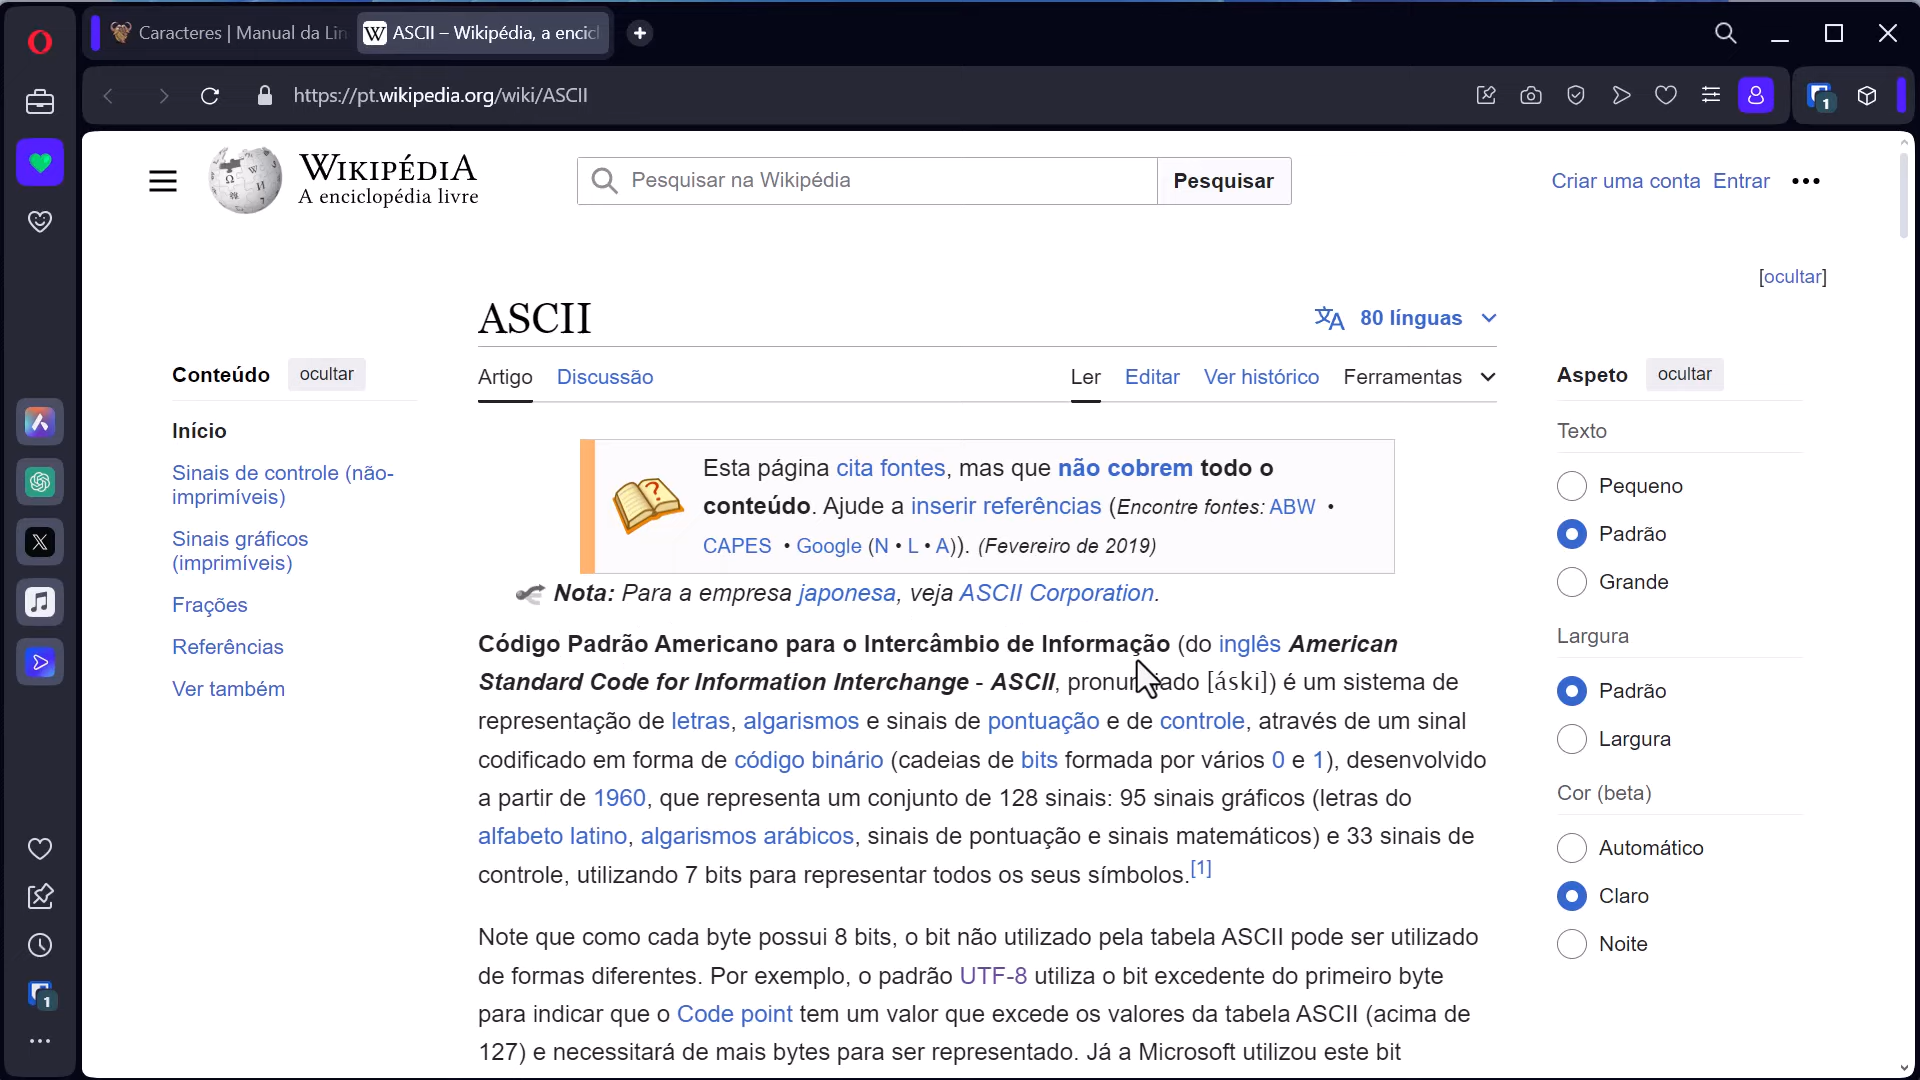 Caracteres | Manual da Lin
ASCII – Wikipédia, a encicl
https://pt.wikipedia.org/wiki/ASCII
1
WIKIPÉDIA
A enciclopédia livre
Pesquisar na Wikipédia
Pesquisar
Criar uma conta Entrar
[ocultar]
ASCII
80 línguas
Conteúdo ocultar
Início
Sinais de controle (não-
imprimíveis)
Sinais gráficos
(imprimíveis)
Frações
Referências
Ver também
Artigo Discussão Ler Editar Ver histórico Ferramentas
Esta página cita fontes, mas que não cobrem todo o
conteúdo. Ajude a inserir referências (Encontre fontes: ABW •
CAPES • Google (N • L • A)). (Fevereiro de 2019)
Nota: Para a empresa japonesa, veja ASCII Corporation.
Código Padrão Americano para o Intercâmbio de Informação (do inglês American
Standard Code for Information Interchange - ASCII, [áski]) é um sistema de
representação de letras, algarismos e sinais de pontuação e de controle, através de um sinal
codificado em forma de código binário (cadeias de bits formada por vários 0 e 1), desenvolvido
a partir de 1960, que representa um conjunto de 128 sinais: 95 sinais gráficos (letras do
alfabeto latino, algarismos arábicos, sinais de pontuação e sinais matemáticos) e 33 sinais de
controle, utilizando 7 bits para representar todos os seus símbolos.[1]
Note que como cada byte possui 8 bits, o bit não utilizado pela tabela ASCII pode ser utilizado
de formas diferentes. Por exemplo, o padrão UTF-8 utiliza o bit excedente do primeiro byte
para indicar que o Code point tem um valor que excede os valores da tabela ASCII (acima de
127) e necessitará de mais bytes para ser representado. Já a Microsoft utilizou este bit
Aspeto ocultar
Texto
Pequeno
Padrão
Grande
Largura
Padrão
Largura
Cor (beta)
Automático
Claro
Noite
1